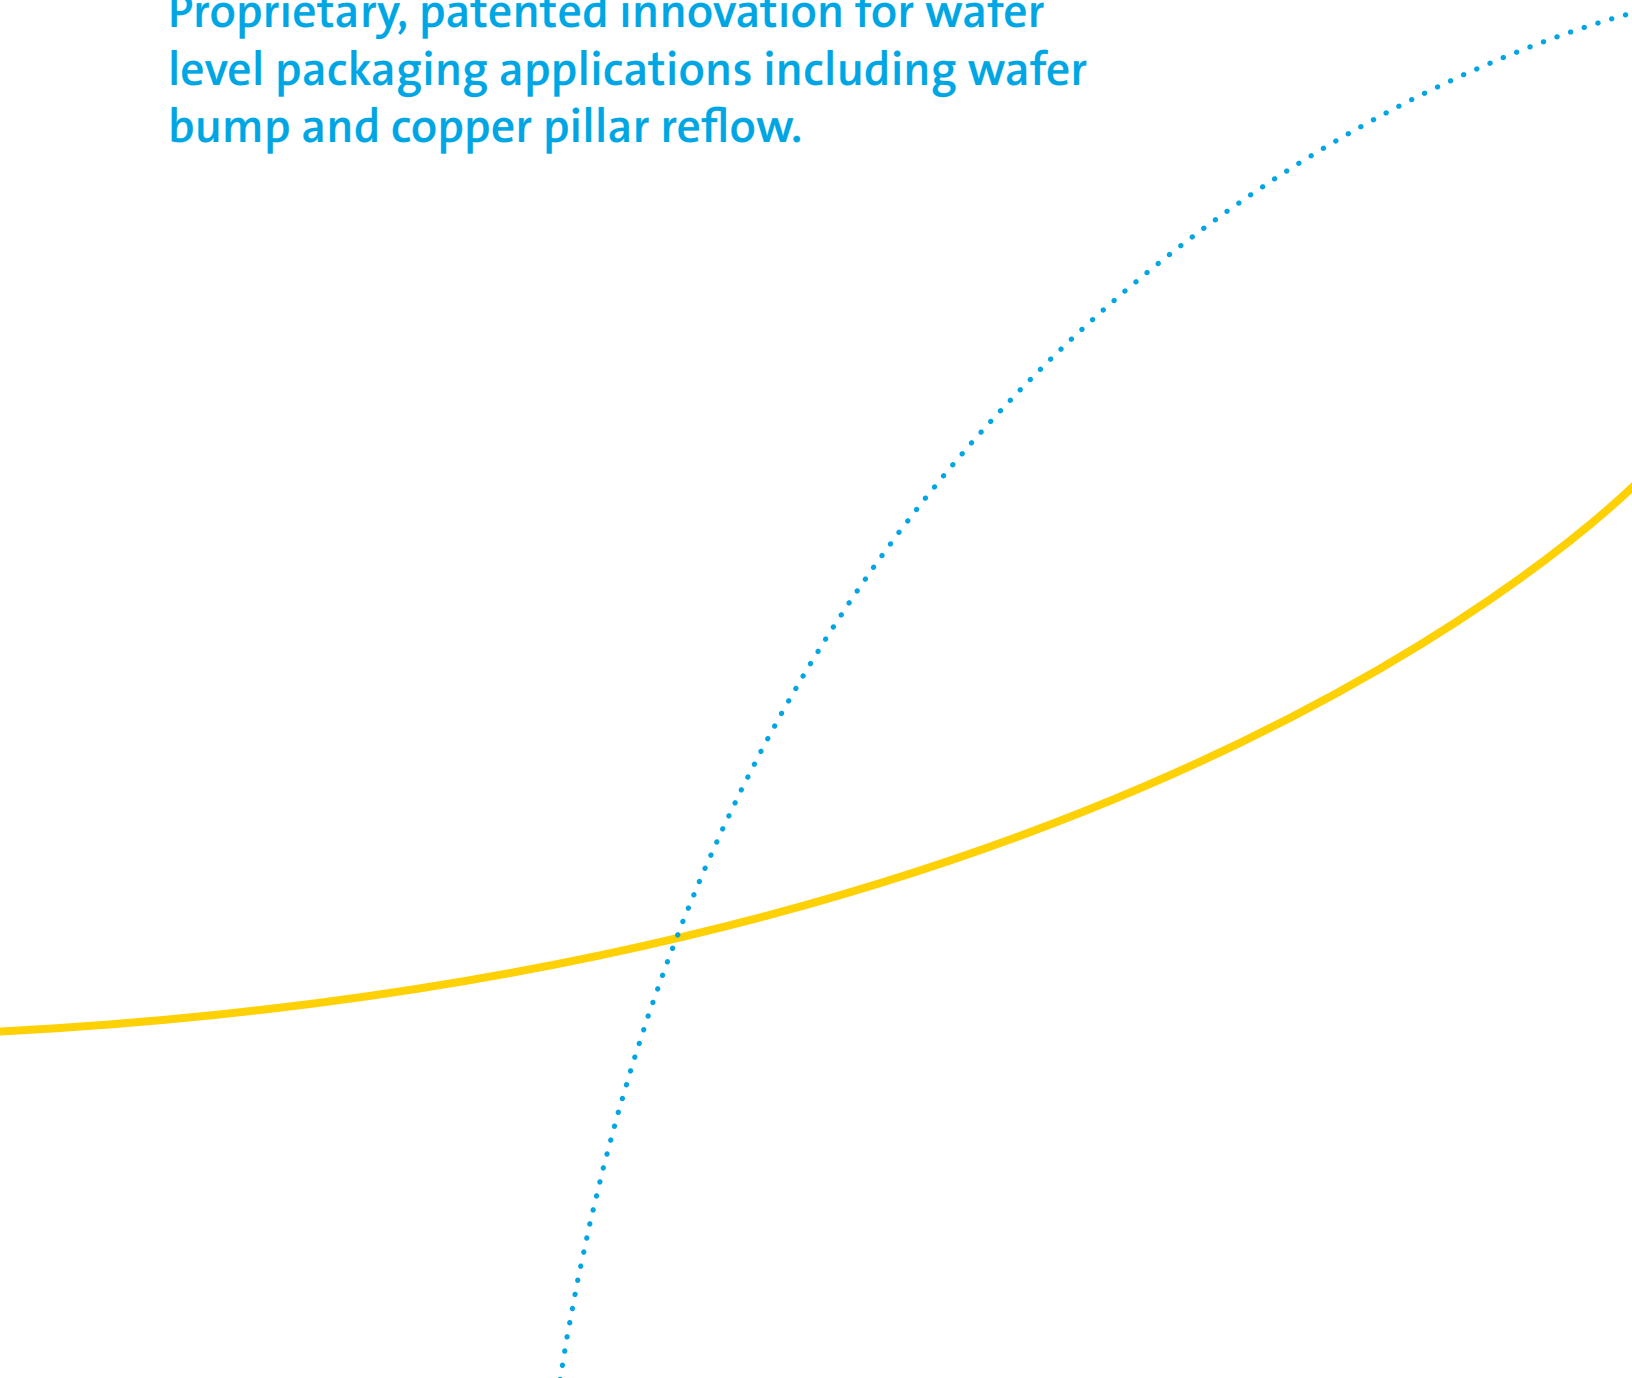 Proprietary, patented innovation for wafer
level packaging applications including wafer
bump and copper pillar reflow.